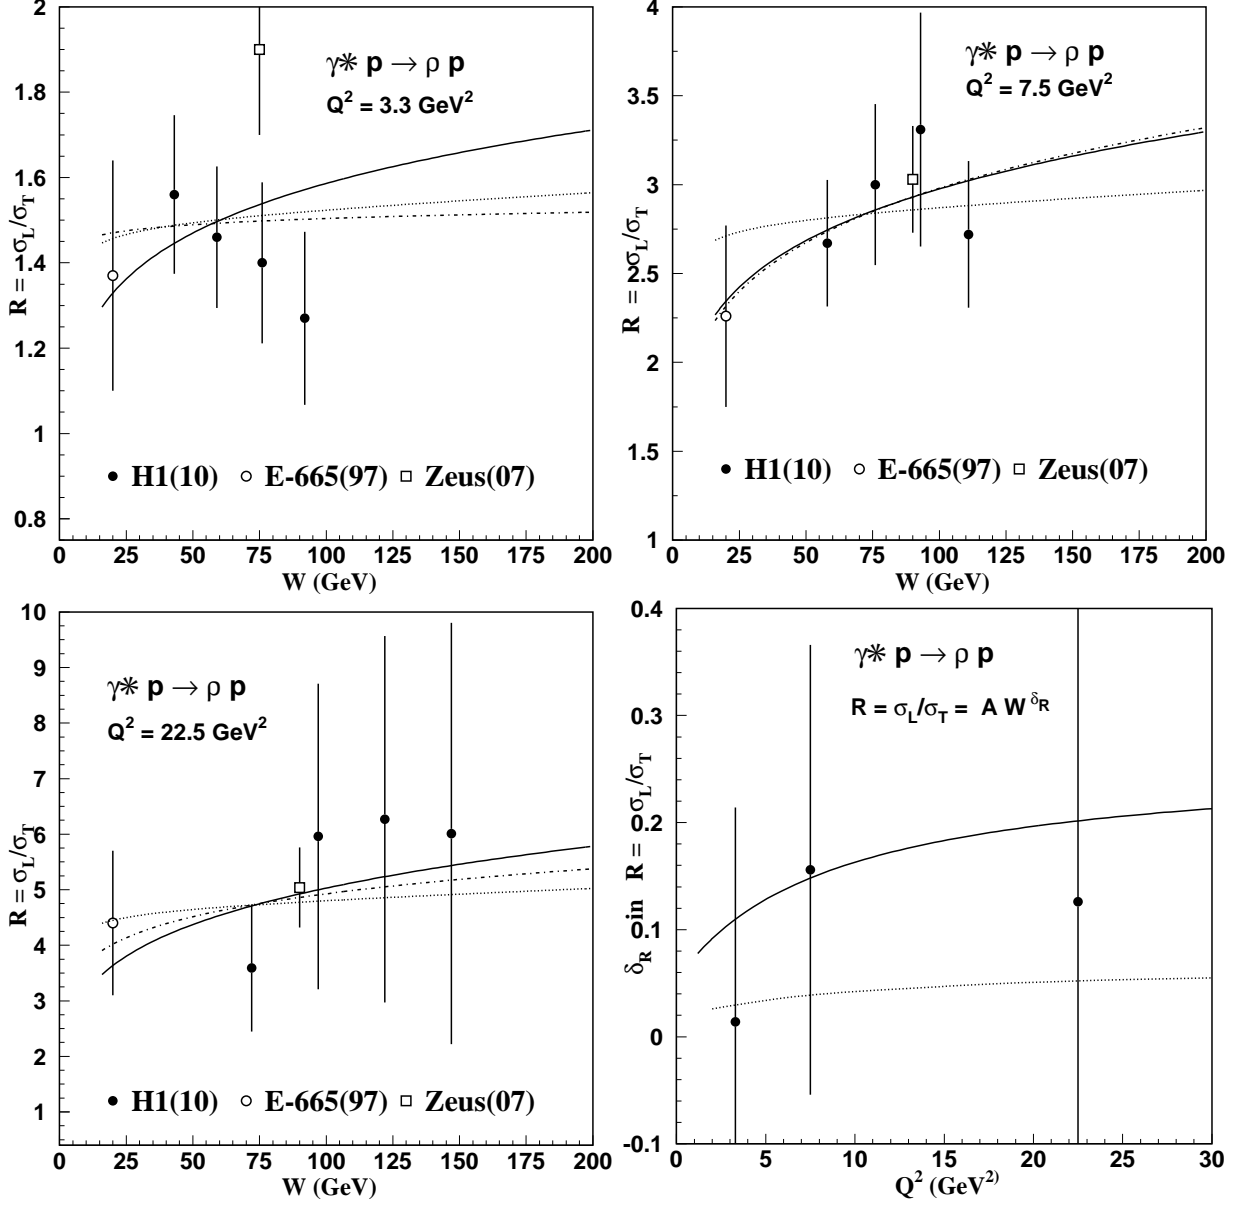 2
1.8
1.6
1.4
1.2
1
0.8
R = σL/σT
γ* p → ρ p
Q² = 3.3 GeV²
H1(10) E-665(97) Zeus(07)
0 25 50 75 100 125 150 175 200
W (GeV)
4
3.5
3
2.5
2
1.5
1
R = σL/σT
γ* p → ρ p
Q² = 7.5 GeV²
H1(10) E-665(97) Zeus(07)
0 25 50 75 100 125 150 175 200
W (GeV)
10
9
8
7
6
5
4
3
2
1
R = σL/σT
γ* p → ρ p
Q² = 22.5 GeV²
H1(10) E-665(97) Zeus(07)
0 25 50 75 100 125 150 175 200
W (GeV)
0.4
0.3
0.2
0.1
0
-0.1
δR in R = σL/σT
γ* p → ρ p
R = σL/σT = A W^δR
0 5 10 15 20 25 30
Q² (GeV²⁾